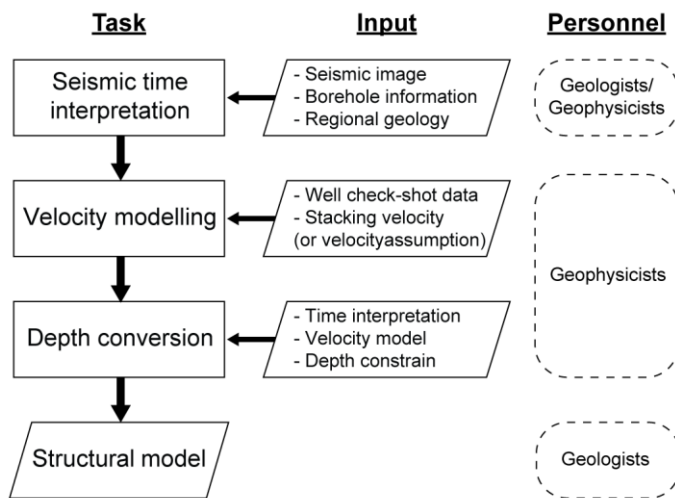 Task
Input
Personnel
Seismic time
interpretation
- Seismic image
- Borehole information
- Regional geology
Geologists/
Geophysicists
Velocity modelling
- Well check-shot data
- Stacking velocity
(or velocityassumption)
Geophysicists
Depth conversion
- Time interpretation
- Velocity model
- Depth constrain
Structural model
Geologists